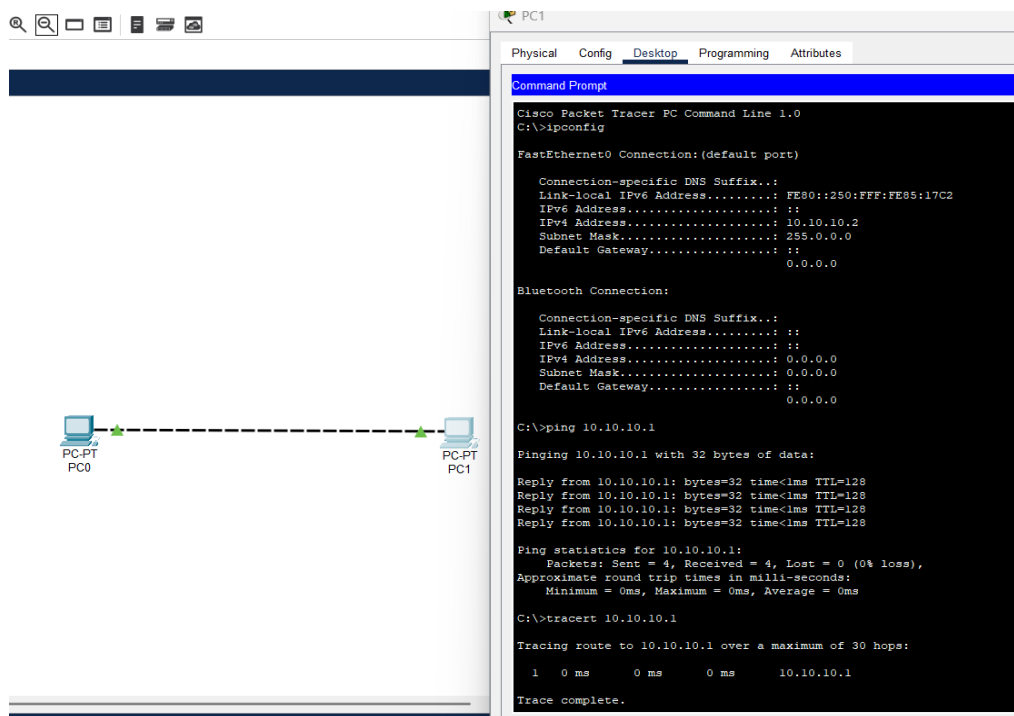 PC1
Physical Config Desktop Programming Attributes
Command Prompt
Cisco Packet Tracer PC Command Line 1.0
C:\>ipconfig
FastEthernet0 Connection:(default port)
Connection-specific DNS Suffix..:
Link-local IPv6 Address.........: FE80::250:FFF:FE85:17C2
IPv6 Address....................: ::
IPv4 Address....................: 10.10.10.2
Subnet Mask.....................: 255.0.0.0
Default Gateway.................: ::
0.0.0.0
Bluetooth Connection:
Connection-specific DNS Suffix..:
Link-local IPv6 Address.........: ::
IPv6 Address....................: ::
IPv4 Address....................: 0.0.0.0
Subnet Mask.....................: 0.0.0.0
Default Gateway.................: ::
0.0.0.0
C:\>ping 10.10.10.1
Pinging 10.10.10.1 with 32 bytes of data:
Reply from 10.10.10.1: bytes=32 time<1ms TTL=128
Reply from 10.10.10.1: bytes=32 time<1ms TTL=128
Reply from 10.10.10.1: bytes=32 time<1ms TTL=128
Reply from 10.10.10.1: bytes=32 time<1ms TTL=128
Ping statistics for 10.10.10.1:
Packets: Sent = 4, Received = 4, Lost = 0 (0% loss),
Approximate round trip times in milli-seconds:
Minimum = 0ms, Maximum = 0ms, Average = 0ms
C:\>tracert 10.10.10.1
Tracing route to 10.10.10.1 over a maximum of 30 hops:
1 0 ms 0 ms 0 ms 10.10.10.1
Trace complete.
PC-PT
PC0
PC-PT
PC1